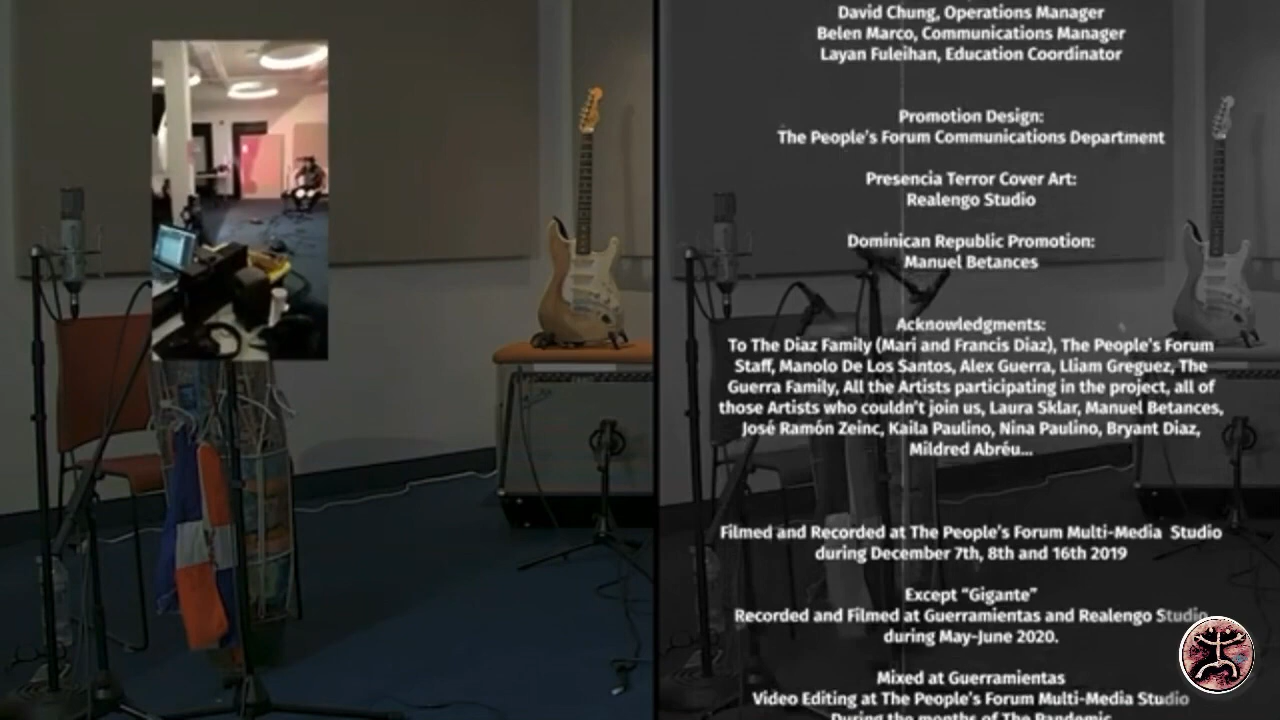 David Chung, Operations Manager
Belen Marco, Communications Manager
Layan Fuleihan, Education Coordinator
Promotion Design:
The People's Forum Communications Department
Presencia Terror Cover Art:
Realengo Studio
Dominican Republic Promotion:
Manuel Betances
Acknowledgments:
To The Diaz Family (Mari and Francis Diaz), The People's Forum
Staff, Manolo De Los Santos, Alex Guerra, Lliam Greguez, The
Guerra Family, All the Artists participating in the project, all of
those Artists who couldn't join us, Laura Sklar, Manuel Betances,
José Ramón Zeinc, Kaila Paulino, Nina Paulino, Bryant Diaz,
Mildred Abréu...
Filmed and Recorded at The People's Forum Multi-Media Studio
during December 7th, 8th and 16th 2019
Except "Gigante"
Recorded and Filmed at Guerramientas and Realengo Studio
during May-June 2020.
Mixed at Guerramientas
Video Editing at The People's Forum Multi-Media Studio
During the months of The Pandemic